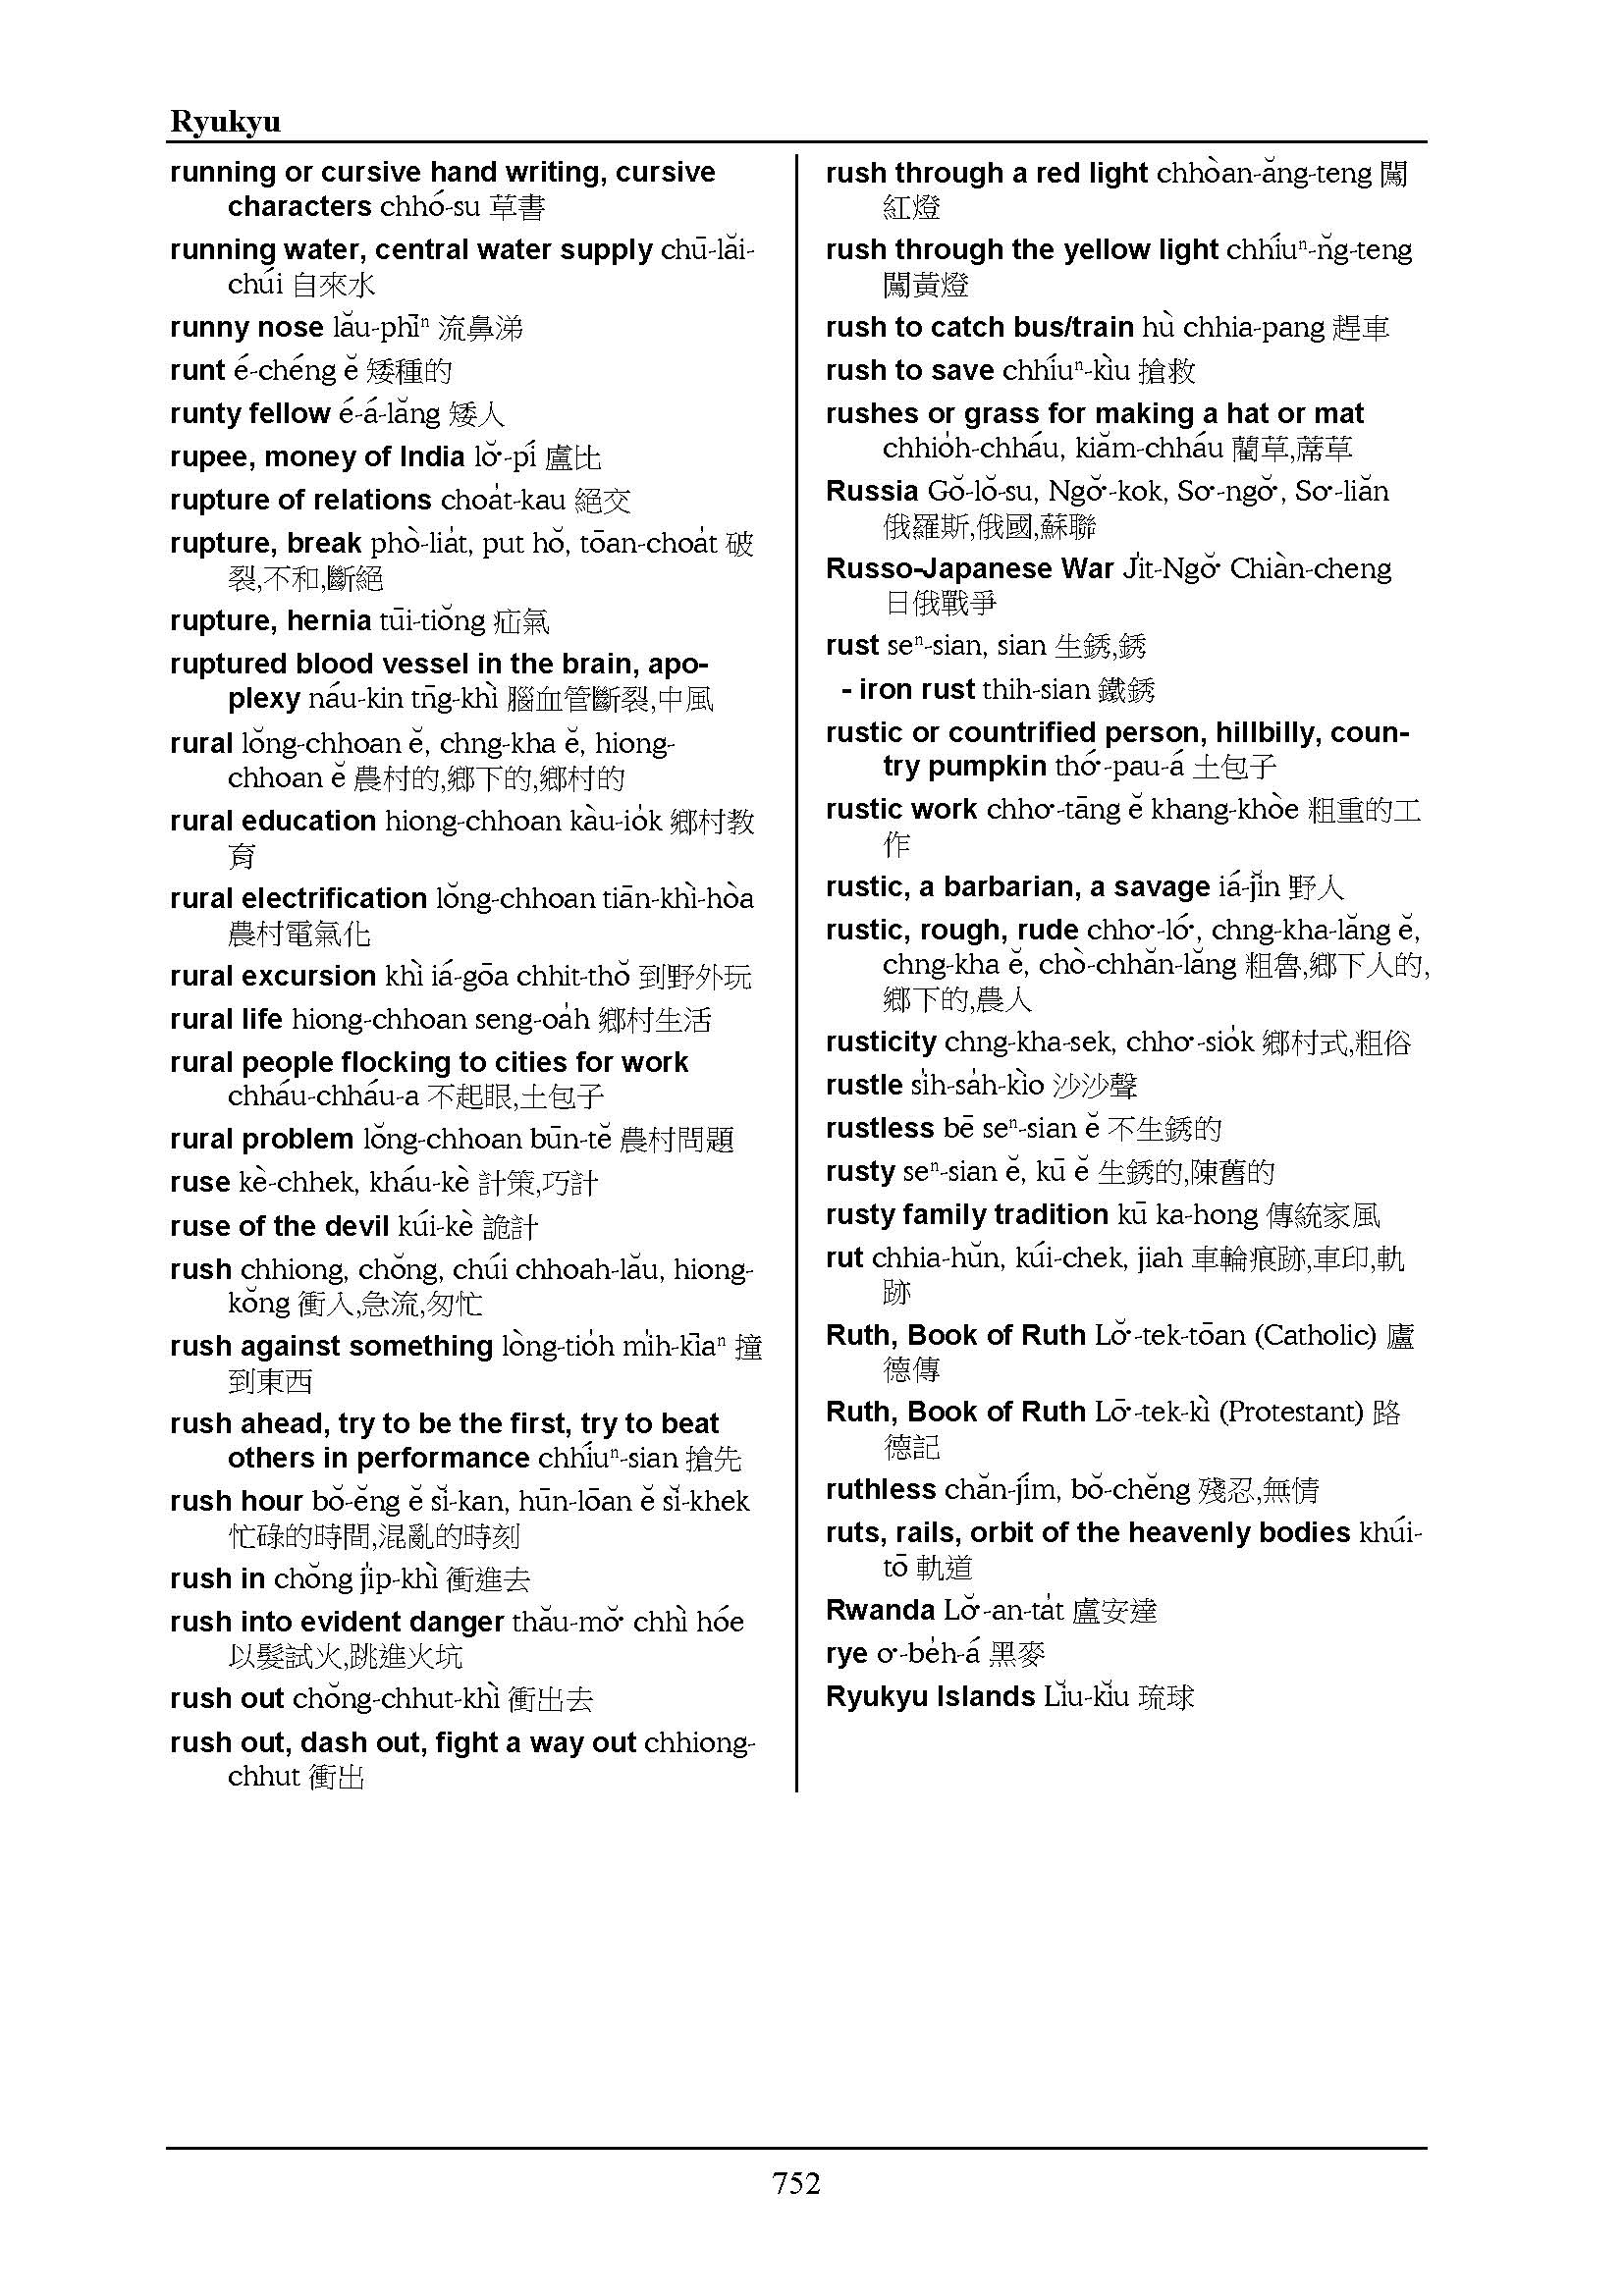 Ryukyu
running or cursive hand writing, cursive
characters chhó-su 草書
running water, central water supply chū-lăi-
chúi 自來水
runny nose lău-phīⁿ 流鼻涕
runt é-chéng ĕ 矮種的
runty fellow é-á-lăng 矮人
rupee, money of India lŏ͘-pí 盧比
rupture of relations choa̍t-kau 絕交
rupture, break phò-lia̍t, put hŏ, tōan-choa̍t 破
裂,不和,斷絕
rupture, hernia tūi-tiŏng 疝氣
ruptured blood vessel in the brain, apo-
plexy náu-kin tn̄g-khì 腦血管斷裂,中風
rural lŏng-chhoan ĕ, chng-kha ĕ, hiong-
chhoan ĕ 農村的,鄉下的,鄉村的
rural education hiong-chhoan kàu-io̍k 鄉村教
育
rural electrification lŏng-chhoan tiān-khì-hòa
農村電氣化
rural excursion khì iá-gōa chhit-thŏ 到野外玩
rural life hiong-chhoan seng-oa̍h 鄉村生活
rural people flocking to cities for work
chháu-chháu-a 不起眼,土包子
rural problem lŏng-chhoan būn-tĕ 農村問題
ruse kè-chhek, kháu-kè 計策,巧計
ruse of the devil kúi-kè 詭計
rush chhiong, chŏng, chúi chhoah-lău, hiong-
kŏng 衝入,急流,匆忙
rush against something lòng-tio̍h mi̍h-kīaⁿ 撞
到東西
rush ahead, try to be the first, try to beat
others in performance chhíuⁿ-sian 搶先
rush hour bŏ-ĕng ĕ sĭ-kan, hūn-lōan ĕ sĭ-khek
忙碌的時間,混亂的時刻
rush in chŏng ji̍p-khì 衝進去
rush into evident danger thău-mŏ͘ chhì hóe
以髮試火,跳進火坑
rush out chŏng-chhut-khì 衝出去
rush out, dash out, fight a way out chhiong-
chhut 衝出
rush through a red light chhòan-ăng-teng 闖
紅燈
rush through the yellow light chhíuⁿ-n̆g-teng
闖黃燈
rush to catch bus/train hù chhia-pang 趕車
rush to save chhíuⁿ-kìu 搶救
rushes or grass for making a hat or mat
chhio̍h-chháu, kiăm-chháu 藺草,蓆草
Russia Gŏ-lŏ-su, Ngŏ͘-kok, So͘-ngŏ͘, So͘-liăn
俄羅斯,俄國,蘇聯
Russo-Japanese War Ji̍t-Ngŏ͘ Chiàn-cheng
日俄戰爭
rust seⁿ-sian, sian 生銹,銹
- iron rust thih-sian 鐵銹
rustic or countrified person, hillbilly, coun-
try pumpkin thó͘-pau-á 土包子
rustic work chho͘-tāng ĕ khang-khòe 粗重的工
作
rustic, a barbarian, a savage iá-jĭn 野人
rustic, rough, rude chho͘-ló͘, chng-kha-lăng ĕ,
chng-kha ĕ, chò-chhăn-lăng 粗魯,鄉下人的,
鄉下的,農人
rusticity chng-kha-sek, chho͘-sio̍k 鄉村式,粗俗
rustle si̍h-sa̍h-kìo 沙沙聲
rustless bē seⁿ-sian ĕ 不生銹的
rusty seⁿ-sian ĕ, kū ĕ 生銹的,陳舊的
rusty family tradition kū ka-hong 傳統家風
rut chhia-hŭn, kúi-chek, jiah 車輪痕跡,車印,軌
跡
Ruth, Book of Ruth Lŏ͘-tek-tōan (Catholic) 盧
德傳
Ruth, Book of Ruth Lō͘-tek-kì (Protestant) 路
德記
ruthless chăn-jím, bŏ-chĕng 殘忍,無情
ruts, rails, orbit of the heavenly bodies khúi-
tō 軌道
Rwanda Lŏ͘-an-ta̍t 盧安達
rye o͘-be̍h-á 黑麥
Ryukyu Islands Lĭu-kĭu 琉球
752